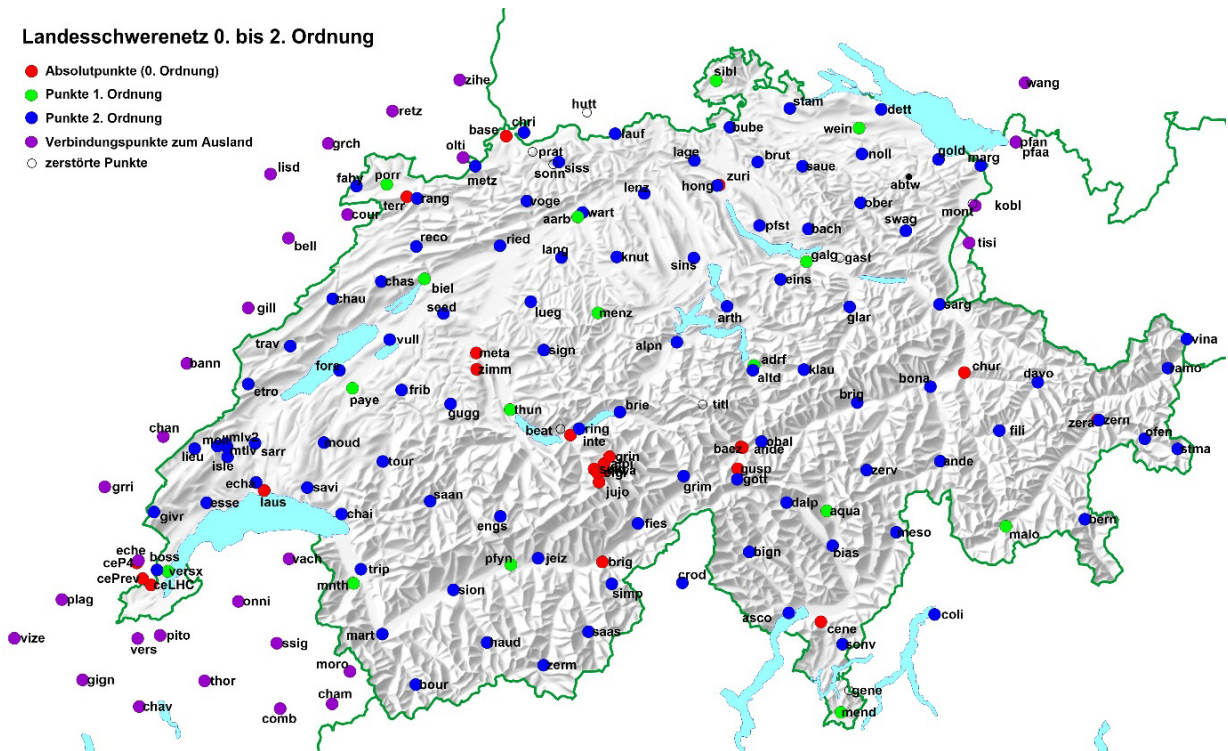 Landesschwerenetz 0. bis 2. Ordnung
Absolutpunkte (0. Ordnung)
Punkte 1. Ordnung
Punkte 2. Ordnung
Verbindungspunkte zum Ausland
zerstörte Punkte
zihe
retz
hutt
sibl
stam
dett
wang
chri
base
lauf
bube
wein
grch
olti
prat
sonn
siss
lage
brut
saue
noll
gold
marg
pfan
pfaa
lisd
porr
fahy
metz
zuri
hong
abtw
terr
rang
voge
lenz
cour
aarb
wart
ober
mont
kobl
pfst
bach
swag
bell
reco
ried
lang
knut
sins
galg
gast
tisi
chas
biel
eins
gill
chau
seed
lueg
menz
arth
glar
sarg
trav
vull
alpn
vina
meta
sign
bann
fore
zimm
adrf
altd
klau
chur
ramo
etro
paye
frib
bona
davo
gugg
thun
brie
titl
brig
zera
zern
chan
beat
ring
inte
fili
ofen
stma
mlv2
mtlv
sarr
lieu
isle
moud
tour
baez
ande
obal
grin
jujo
gusp
gott
grim
zerv
ande
grri
echa
savi
laus
esse
givr
chai
saan
engs
fies
dalp
aqua
meso
malo
bern
eche
ceP4
boss
versx
cePrev
ceLHC
vach
trip
mnth
pfyn
jeiz
brig
bign
bias
simp
crod
plag
onni
sion
asco
cene
coli
vize
vers
pito
ssig
mart
naud
saas
sonv
moro
zerm
gign
thor
bour
gene
chav
comb
cham
mend